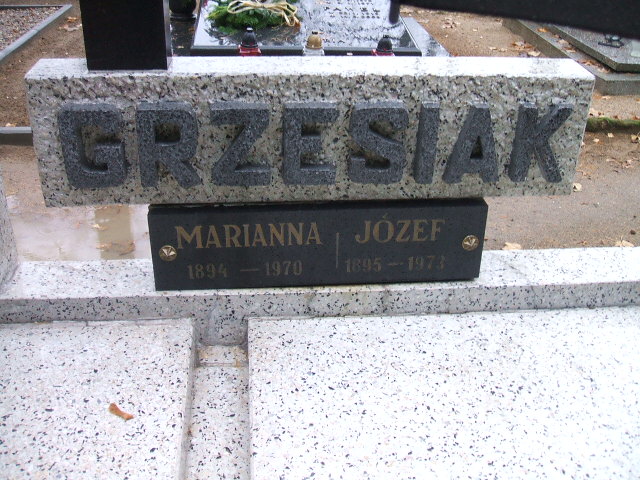 GRZESIAK
MARIANNA JÓZEF
1894 — 1970 1895 — 1973